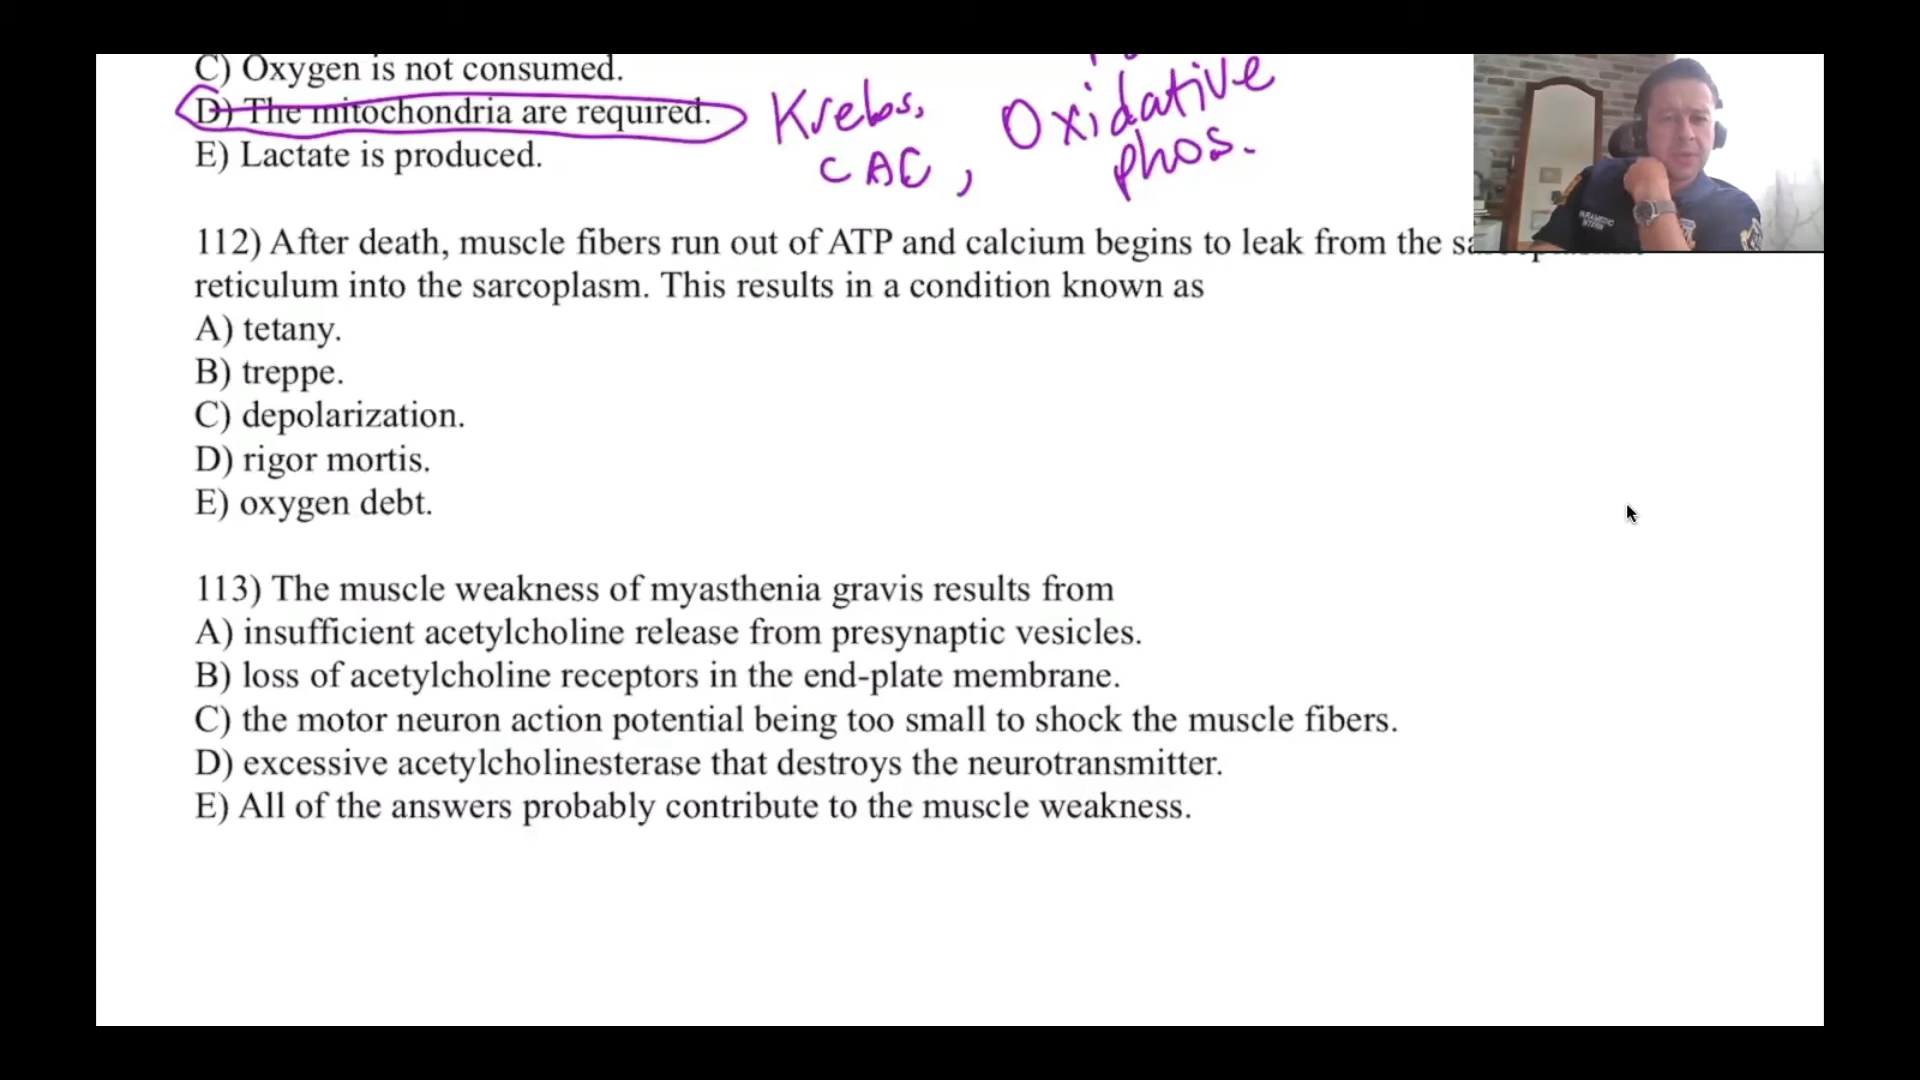 C) Oxygen is not consumed.
D) The mitochondria are required.
E) Lactate is produced.
Krebs,
CAC,
Oxidative
phos.
112) After death, muscle fibers run out of ATP and calcium begins to leak from the
reticulum into the sarcoplasm. This results in a condition known as
A) tetany.
B) treppe.
C) depolarization.
D) rigor mortis.
E) oxygen debt.
113) The muscle weakness of myasthenia gravis results from
A) insufficient acetylcholine release from presynaptic vesicles.
B) loss of acetylcholine receptors in the end-plate membrane.
C) the motor neuron action potential being too small to shock the muscle fibers.
D) excessive acetylcholinesterase that destroys the neurotransmitter.
E) All of the answers probably contribute to the muscle weakness.
PARAMEDIC
INTERN